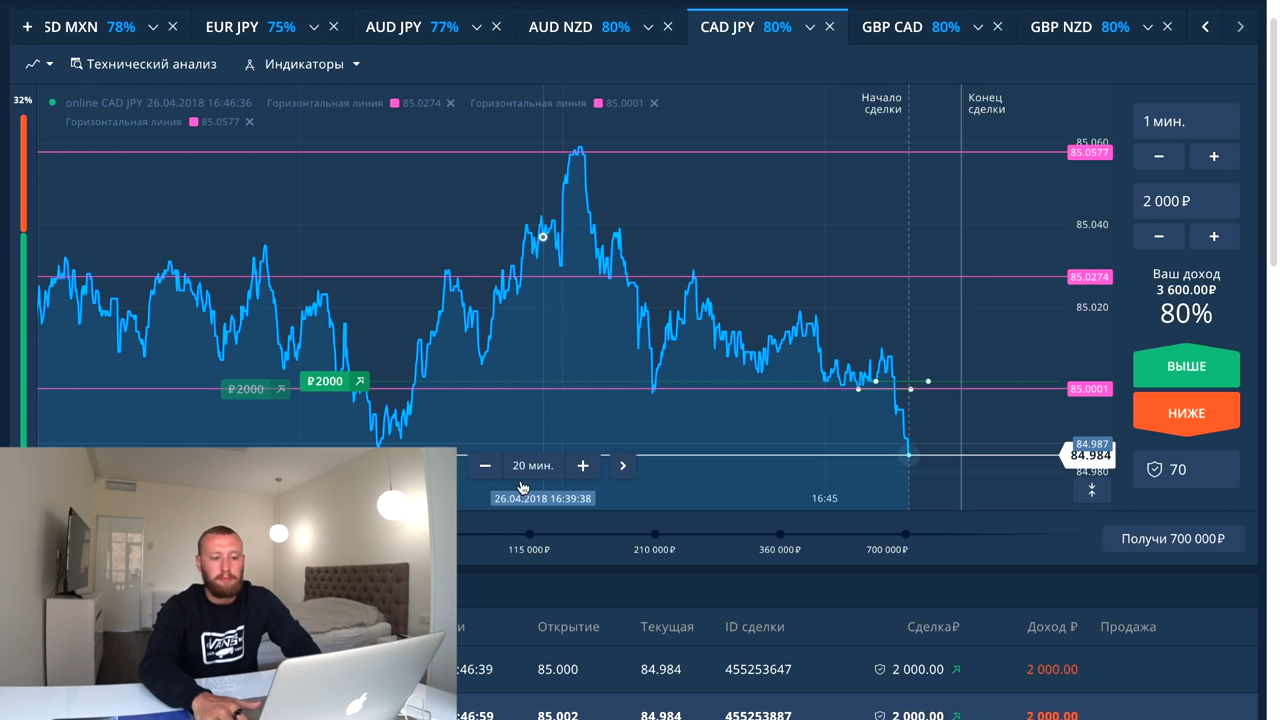 + SD MXN 78% EUR JPY 75% AUD JPY 77% AUD NZD 80% CAD JPY 80% GBP CAD 80% GBP NZD 80%
Технический анализ Индикаторы
32%
online CAD JPY 26.04.2018 16:46:36 Горизонтальная линия 85.0274 Горизонтальная линия 85.0001
Горизонтальная линия 85.0577
Начало сделки
Конец сделки
85.060
85.0577
85.040
85.0274
85.020
85.0001
84.987
84.984
84.980
₽2000
₽2000
− 20 мин. +
26.04.2018 16:39:38
16:45
1 мин.
− +
2 000 ₽
− +
Ваш доход
3 600.00₽
80%
ВЫШЕ
НИЖЕ
70
115 000₽ 210 000₽ 360 000₽ 700 000₽
Получи 700 000₽
и Открытие Текущая ID сделки Сделка₽ Доход ₽ Продажа
:46:39 85.000 84.984 455253647 2 000.00 2 000.00
:46:59 85.002 84.984 455253887 2 000.00 2 000.00
VANS